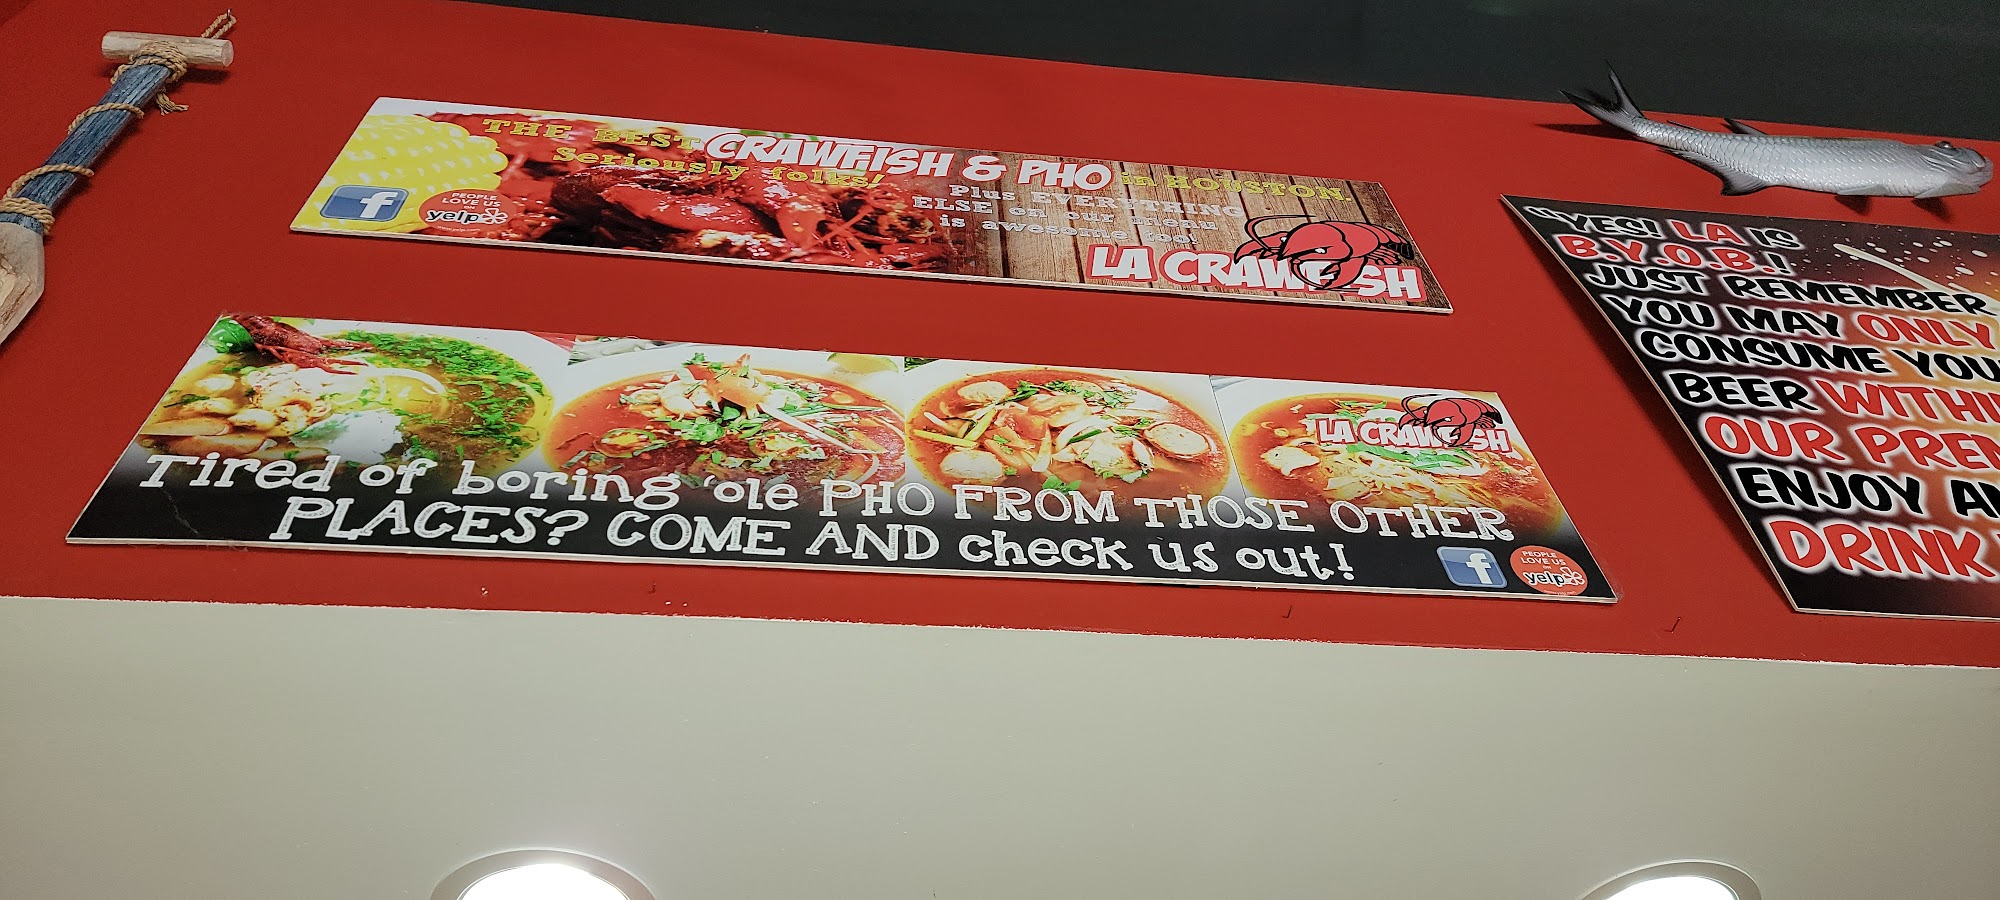 THE BEST CRAWFISH & PHO in HOUSTON.
Seriously folks!
Plus EVERYTHING
ELSE on our menu
is awesome too!
f
PEOPLE
LOVE US
ON
yelp
LA CRAWFISH
LA CRAWFISH
Tired of boring 'ole PHO FROM THOSE OTHER
PLACES? COME AND check us out!
f
PEOPLE
LOVE US
ON
yelp
"YES! LA IS
B.Y.O.B.!
JUST REMEMBER
YOU MAY ONLY
CONSUME YOU
BEER WITHI
OUR PREM
ENJOY AN
DRINK